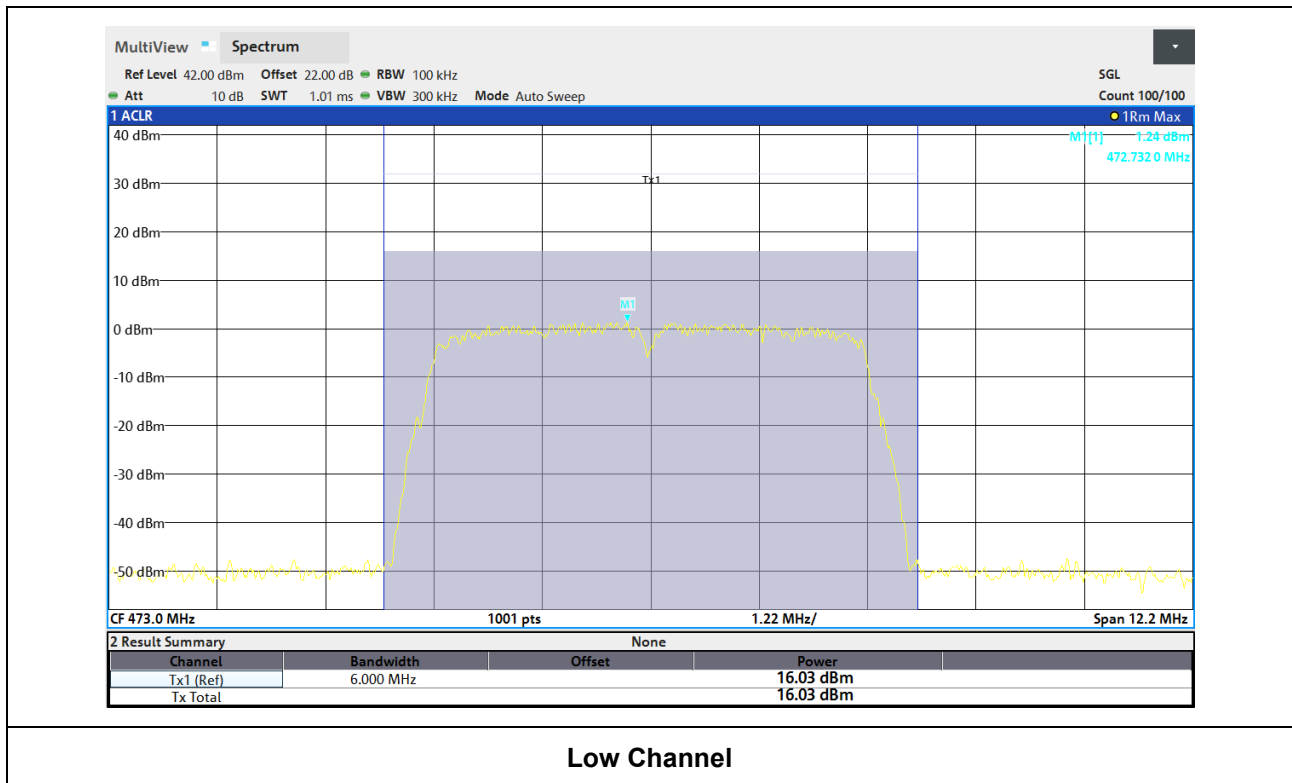 MultiView Spectrum
Ref Level 42.00 dBm Offset 22.00 dB RBW 100 kHz SGL
Att 10 dB SWT 1.01 ms VBW 300 kHz Mode Auto Sweep Count 100/100
1 ACLR 1Rm Max
40 dBm M1[1] 1.24 dBm
472.732 0 MHz
30 dBm Tx1
20 dBm
10 dBm
M1
0 dBm
-10 dBm
-20 dBm
-30 dBm
-40 dBm
-50 dBm
CF 473.0 MHz 1001 pts 1.22 MHz/ Span 12.2 MHz
2 Result Summary None
Channel Bandwidth Offset Power
Tx1 (Ref) 6.000 MHz 16.03 dBm
Tx Total 16.03 dBm
Low Channel